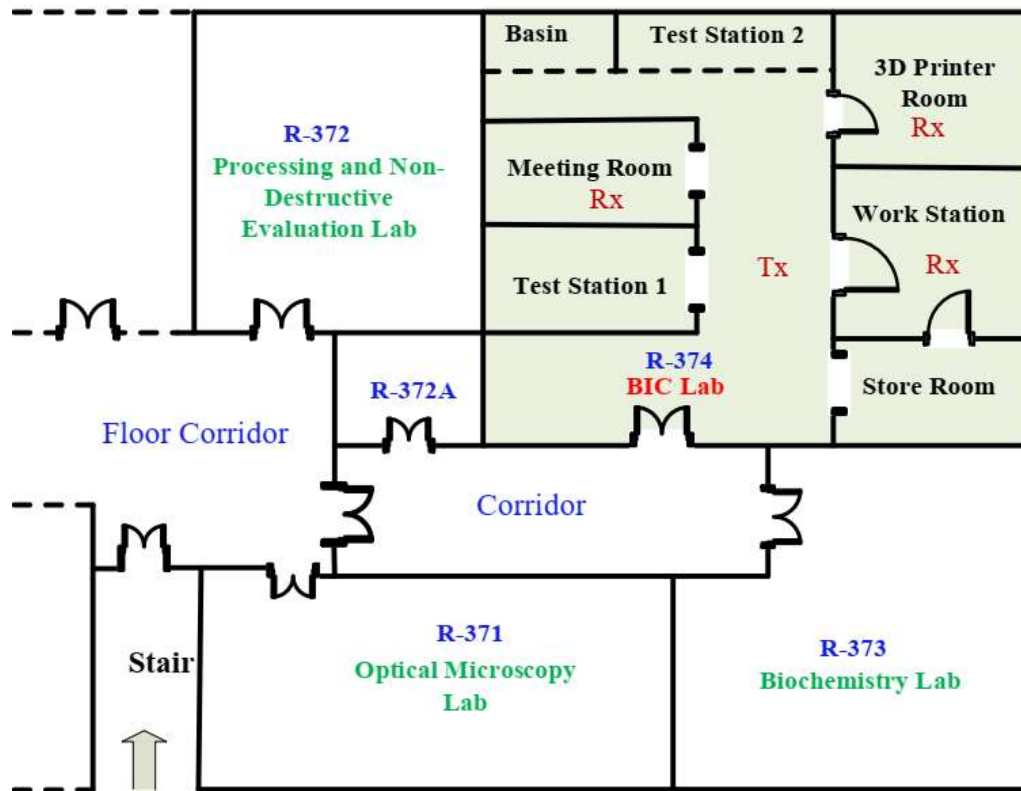 Basin
Test Station 2
3D Printer
Room
Rx
R-372
Processing and Non-
Destructive
Evaluation Lab
Meeting Room
Rx
Work Station
Rx
Tx
Test Station 1
R-374
BIC Lab
R-372A
Store Room
Floor Corridor
Corridor
R-371
Optical Microscopy
Lab
R-373
Biochemistry Lab
Stair